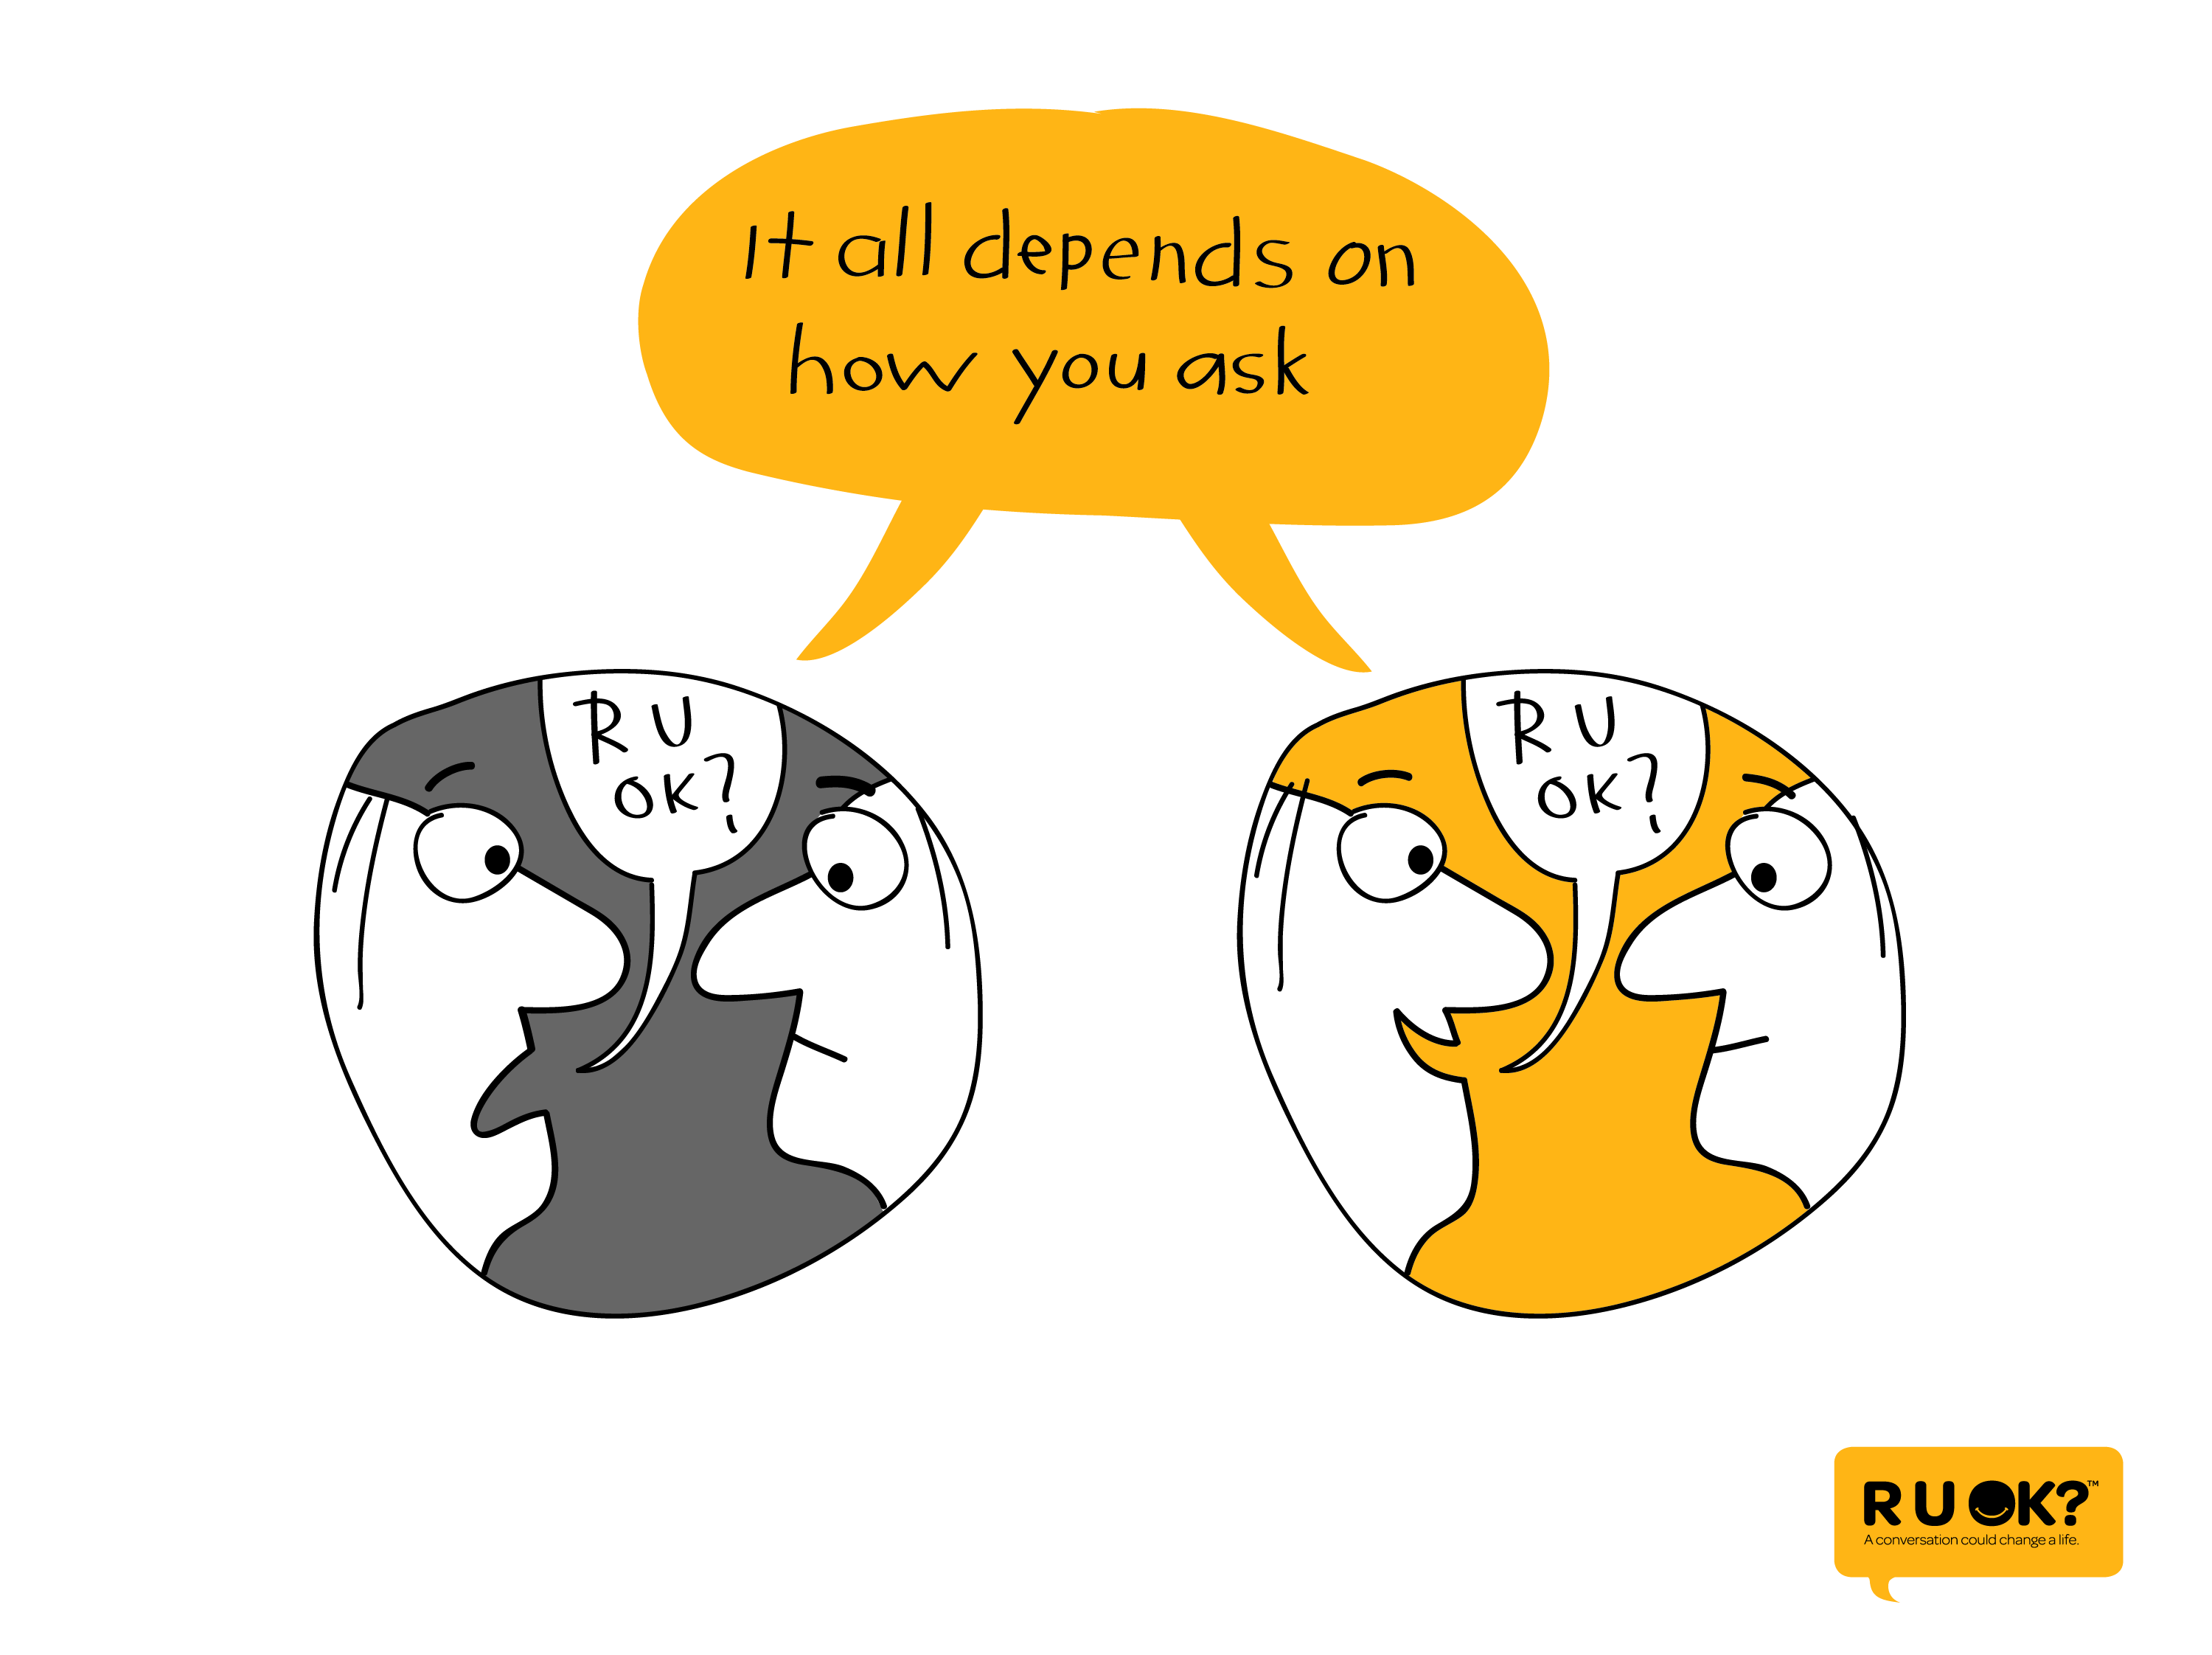 It all depends on
how you ask
R U
OK?
R U
OK?
R U OK?™
A conversation could change a life.